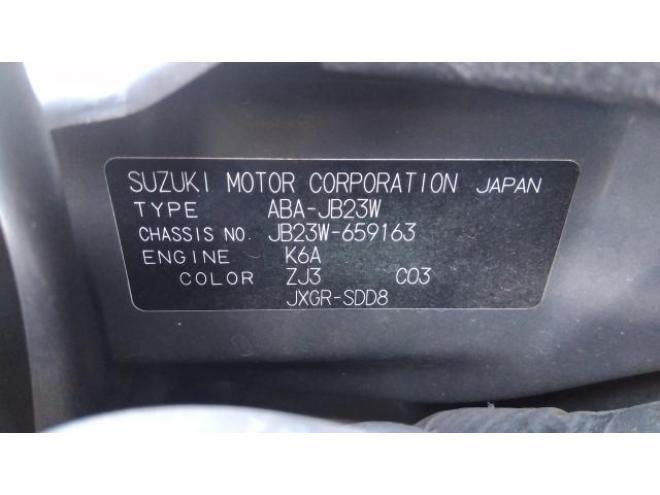 SUZUKI MOTOR CORPORATION JAPAN
TYPE ABA-JB23W
CHASSIS NO. JB23W-659163
ENGINE K6A
COLOR ZJ3 C03
JXGR-SDD8